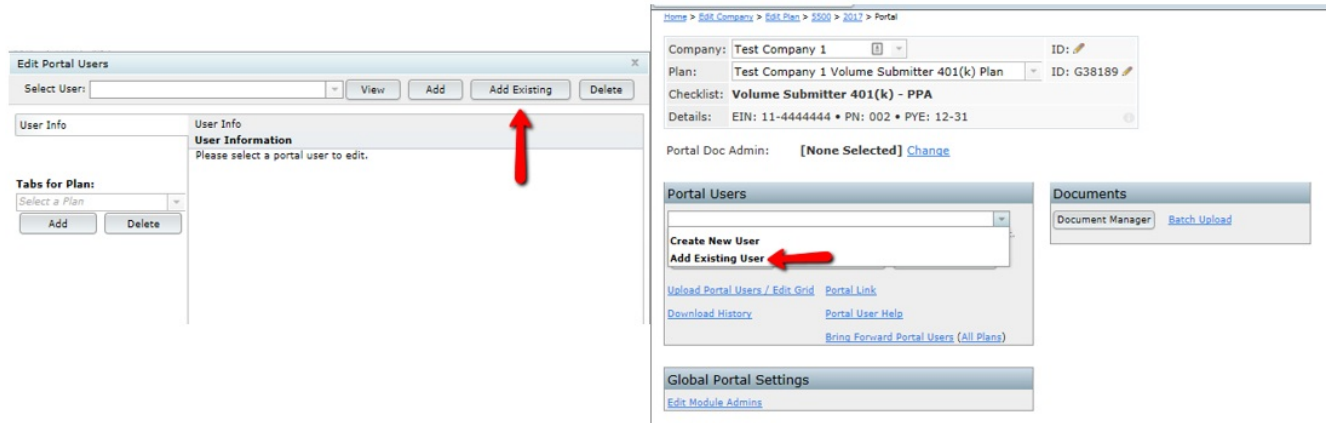 Edit Portal Users x
Select User: View Add Add Existing Delete
User Info
User Info
User Information
Please select a portal user to edit.
Tabs for Plan:
Select a Plan
Add Delete
Home > Edit Company > Edit Plan > 5500 > 2017 > Portal
Company: Test Company 1 ID:
Plan: Test Company 1 Volume Submitter 401(k) Plan ID: G38189
Checklist: Volume Submitter 401(k) - PPA
Details: EIN: 11-4444444 • PN: 002 • PYE: 12-31
Portal Doc Admin: [None Selected] Change
Portal Users
Create New User
Add Existing User
Upload Portal Users / Edit Grid Portal Link
Download History Portal User Help
Bring Forward Portal Users (All Plans)
Documents
Document Manager Batch Upload
Global Portal Settings
Edit Module Admins